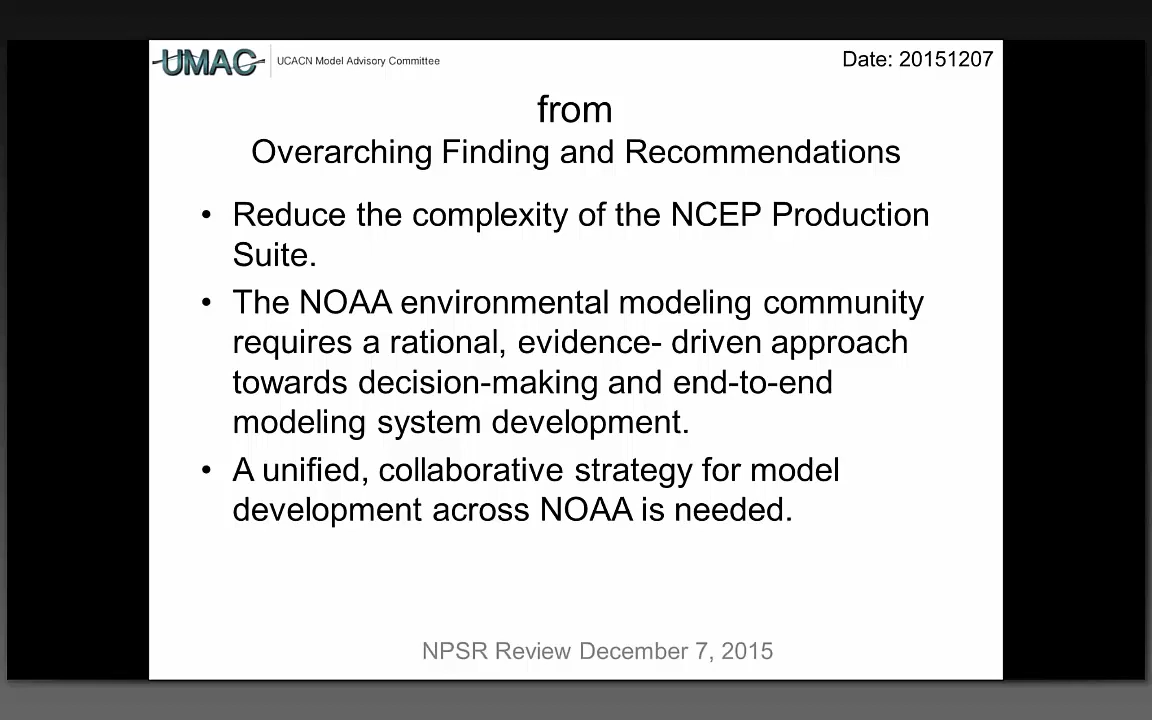 UMAC
UCACN Model Advisory Committee
Date: 20151207
from
Overarching Finding and Recommendations
• Reduce the complexity of the NCEP Production
Suite.
• The NOAA environmental modeling community
requires a rational, evidence- driven approach
towards decision-making and end-to-end
modeling system development.
• A unified, collaborative strategy for model
development across NOAA is needed.
NPSR Review December 7, 2015